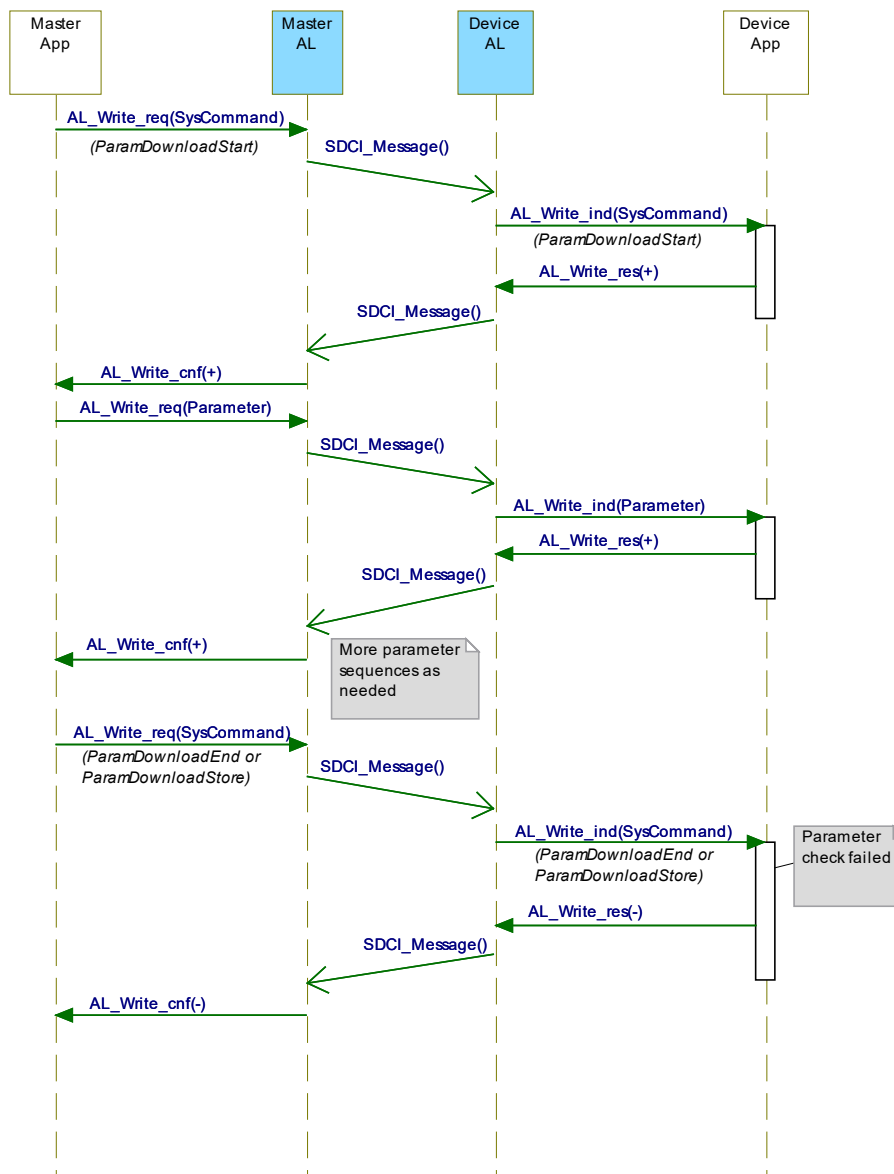 Master
App
Master
AL
Device
AL
Device
App
AL_Write_req(SysCommand)
(ParamDownloadStart)
SDCI_Message()
AL_Write_ind(SysCommand)
(ParamDownloadStart)
AL_Write_res(+)
SDCI_Message()
AL_Write_cnf(+)
AL_Write_req(Parameter)
SDCI_Message()
AL_Write_ind(Parameter)
AL_Write_res(+)
SDCI_Message()
AL_Write_cnf(+)
More parameter
sequences as
needed
AL_Write_req(SysCommand)
(ParamDownloadEnd or
ParamDownloadStore)
SDCI_Message()
AL_Write_ind(SysCommand)
(ParamDownloadEnd or
ParamDownloadStore)
Parameter
check failed
AL_Write_res(-)
SDCI_Message()
AL_Write_cnf(-)